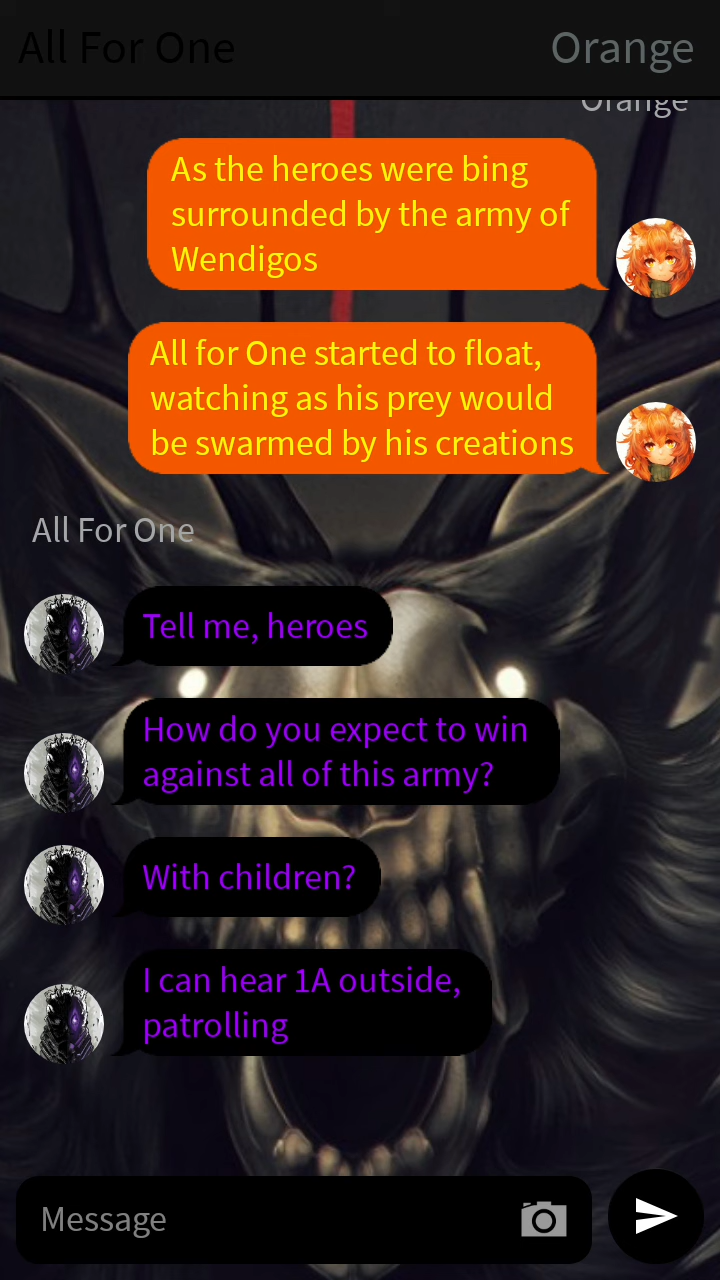 All For One
Orange
Orange
As the heroes were bing
surrounded by the army of
Wendigos
All for One started to float,
watching as his prey would
be swarmed by his creations
All For One
Tell me, heroes
How do you expect to win
against all of this army?
With children?
I can hear 1A outside,
patrolling
Message